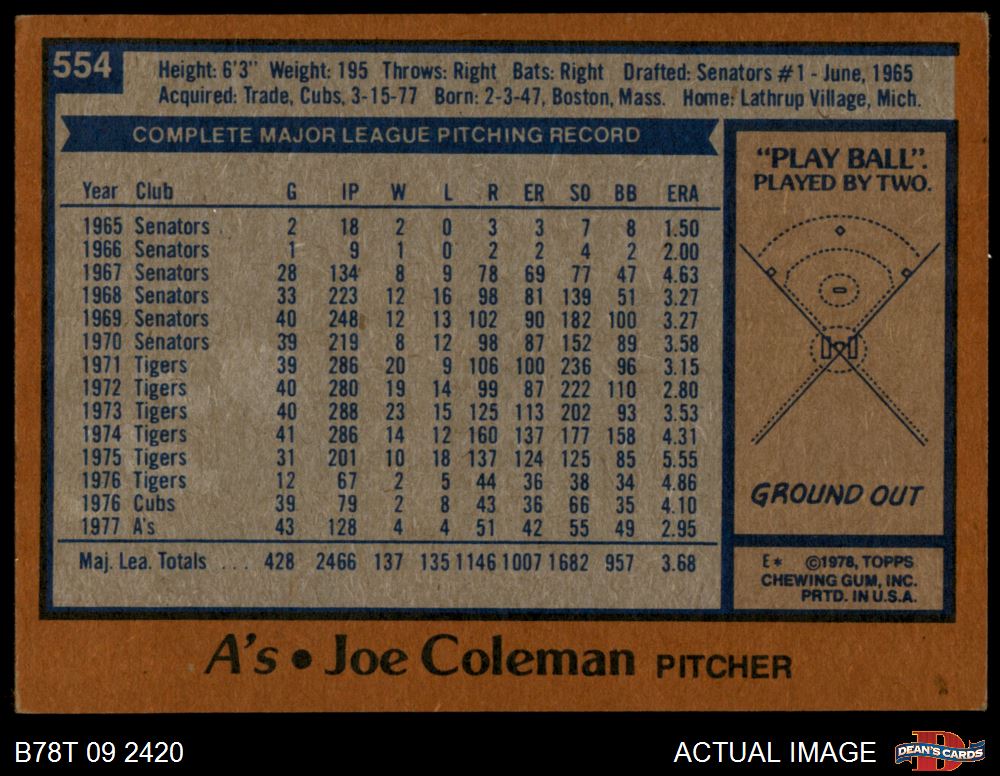 554
Height: 6'3" Weight: 195 Throws: Right Bats: Right Drafted: Senators #1 - June, 1965
Acquired: Trade, Cubs, 3-15-77 Born: 2-3-47, Boston, Mass. Home: Lathrup Village, Mich.
COMPLETE MAJOR LEAGUE PITCHING RECORD
Year Club G IP W L R ER SO BB ERA
1965 Senators 2 18 2 0 3 3 7 8 1.50
1966 Senators 1 9 1 0 2 2 4 2 2.00
1967 Senators 28 134 8 9 78 69 77 47 4.63
1968 Senators 33 223 12 16 98 81 139 51 3.27
1969 Senators 40 248 12 13 102 90 182 100 3.27
1970 Senators 39 219 8 12 98 87 152 89 3.58
1971 Tigers 39 286 20 9 106 100 236 96 3.15
1972 Tigers 40 280 19 14 99 87 222 110 2.80
1973 Tigers 40 288 23 15 125 113 202 93 3.53
1974 Tigers 41 286 14 12 160 137 177 158 4.31
1975 Tigers 31 201 10 18 137 124 125 85 5.55
1976 Tigers 12 67 2 5 44 36 38 34 4.86
1976 Cubs 39 79 2 8 43 36 66 35 4.10
1977 A's 43 128 4 4 51 42 55 49 2.95
Maj. Lea. Totals ... 428 2466 137 135 1146 1007 1682 957 3.68
"PLAY BALL".
PLAYED BY TWO.
GROUND OUT
E* ©1978, TOPPS
CHEWING GUM, INC.
PRTD. IN U.S.A.
A's • Joe Coleman PITCHER
B78T 09 2420
ACTUAL IMAGE
DEAN'S CARDS